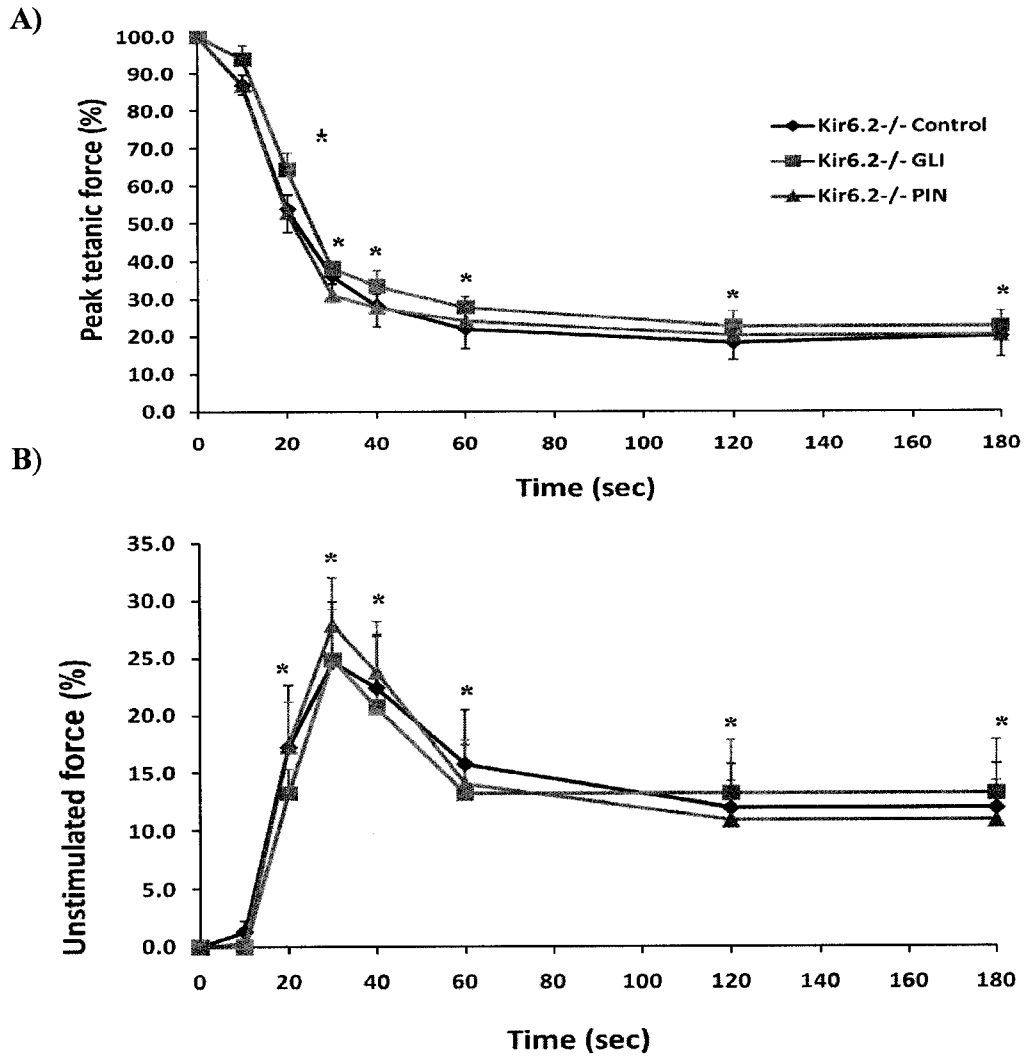 A)
Peak tetanic force (%)
100.0
90.0
80.0
70.0
60.0
50.0
40.0
30.0
20.0
10.0
0.0
*
* * * * *
Kir6.2-/- Control
Kir6.2-/- GLI
Kir6.2-/- PIN
0 20 40 60 80 100 120 140 160 180
Time (sec)
B)
Unstimulated force (%)
35.0
30.0
25.0
20.0
15.0
10.0
5.0
0.0
* * * * * *
0 20 40 60 80 100 120 140 160 180
Time (sec)